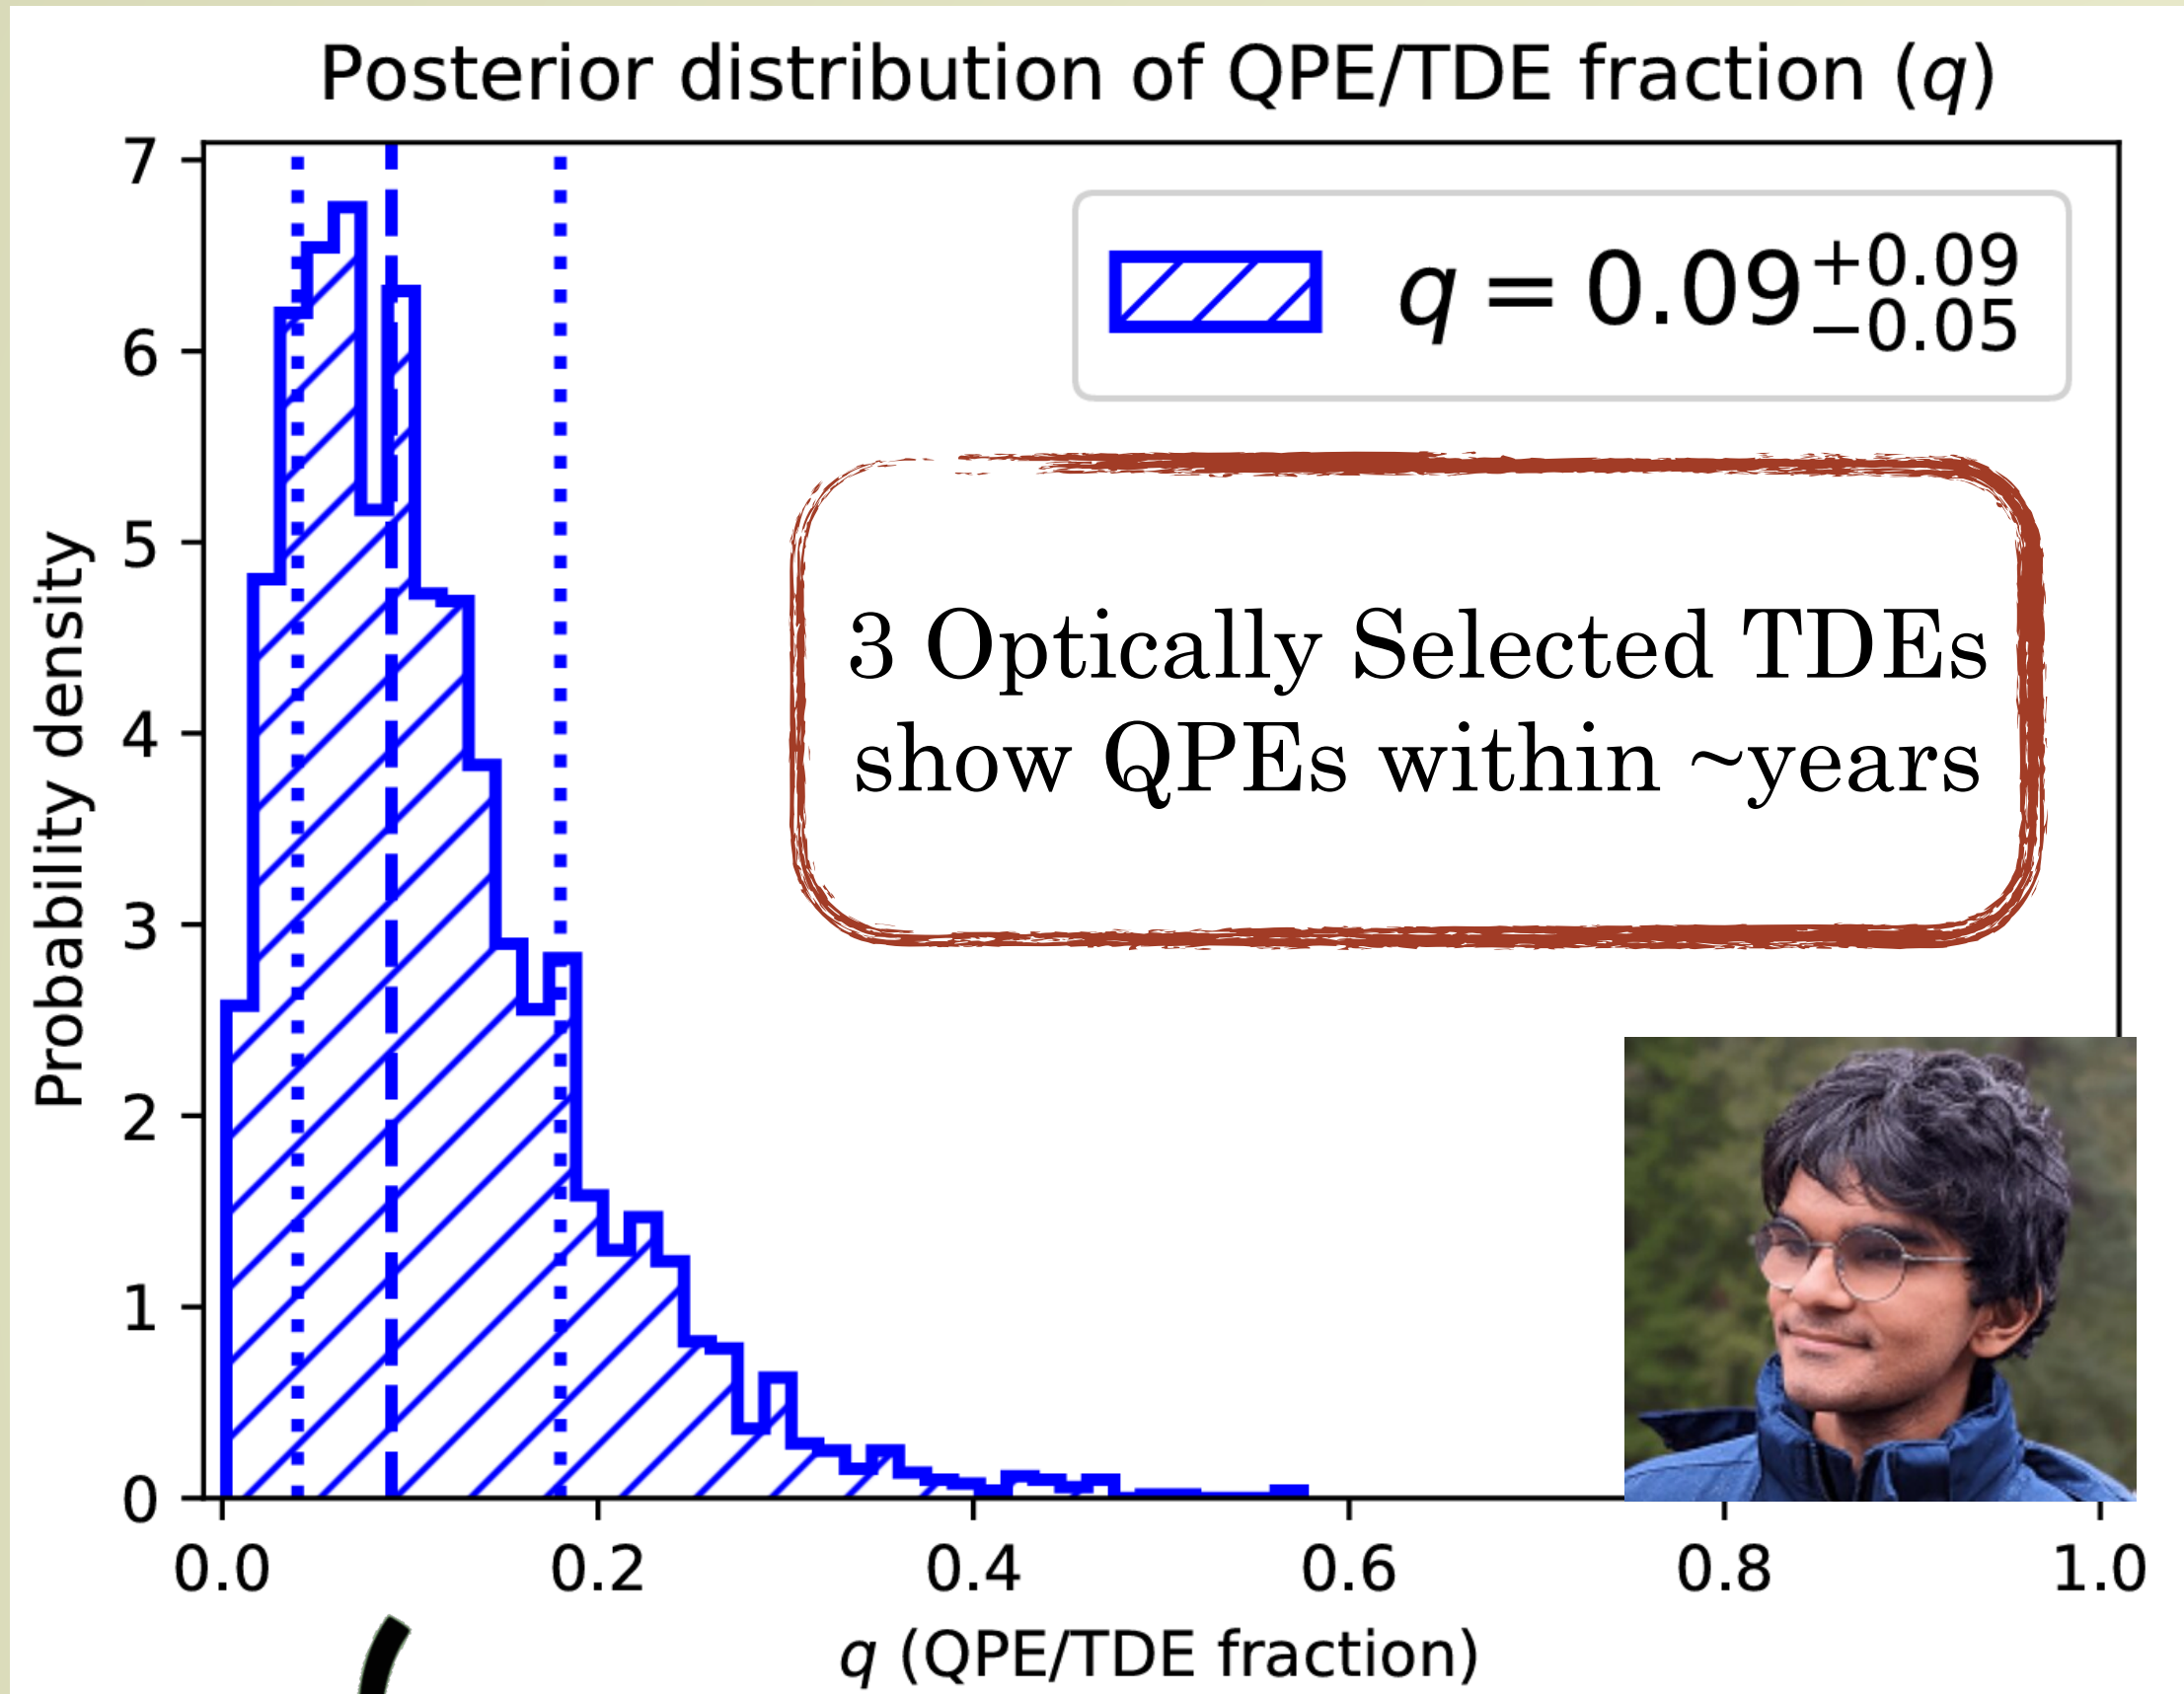 Posterior distribution of QPE/TDE fraction (q)
7
6
5
4
3
2
1
0
Probability density
q = 0.09 +0.09 −0.05
3 Optically Selected TDEs
show QPEs within ~years
0.0 0.2 0.4 0.6 0.8 1.0
q (QPE/TDE fraction)